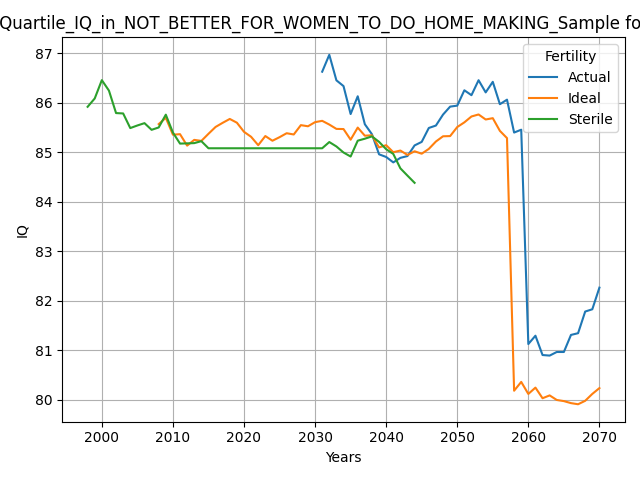 Quartile_IQ_in_NOT_BETTER_FOR_WOMEN_TO_DO_HOME_MAKING_Sample fo
87
86
85
84
83
82
81
80
IQ
Fertility
Actual
Ideal
Sterile
2000 2010 2020 2030 2040 2050 2060 2070
Years